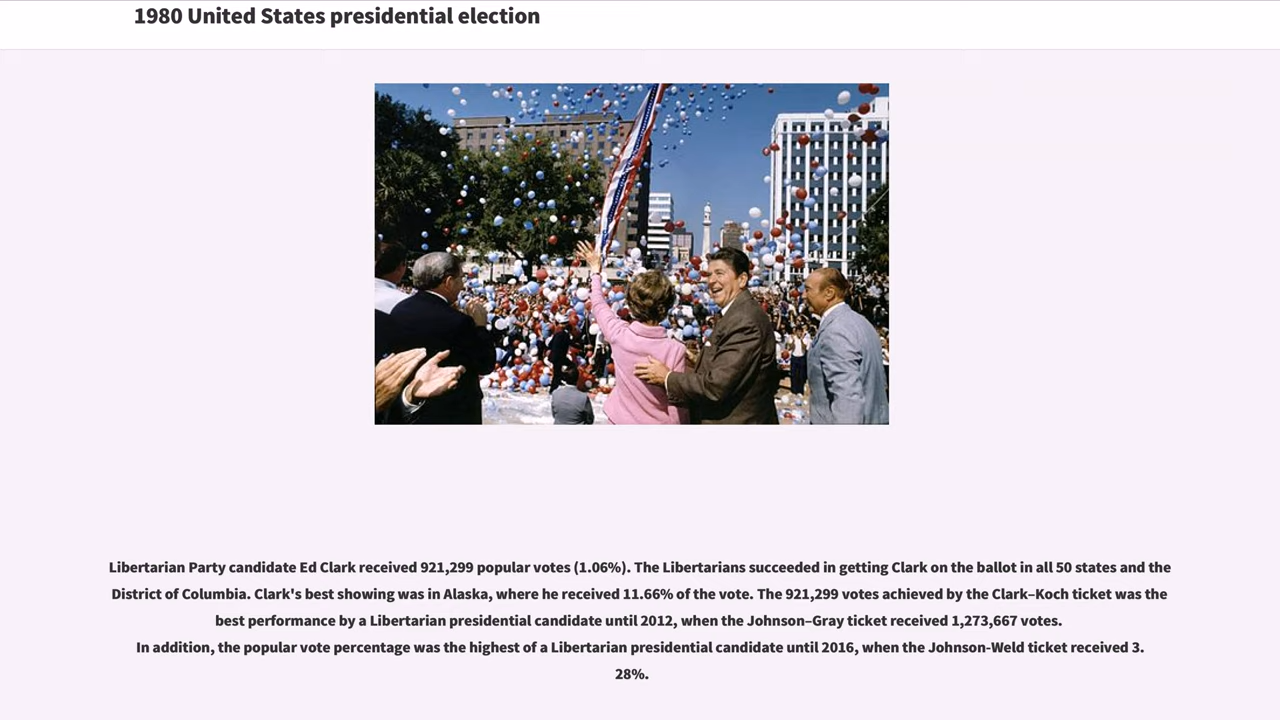 1980 United States presidential election
Libertarian Party candidate Ed Clark received 921,299 popular votes (1.06%). The Libertarians succeeded in getting Clark on the ballot in all 50 states and the
District of Columbia. Clark's best showing was in Alaska, where he received 11.66% of the vote. The 921,299 votes achieved by the Clark–Koch ticket was the
best performance by a Libertarian presidential candidate until 2012, when the Johnson–Gray ticket received 1,273,667 votes.
In addition, the popular vote percentage was the highest of a Libertarian presidential candidate until 2016, when the Johnson-Weld ticket received 3.
28%.